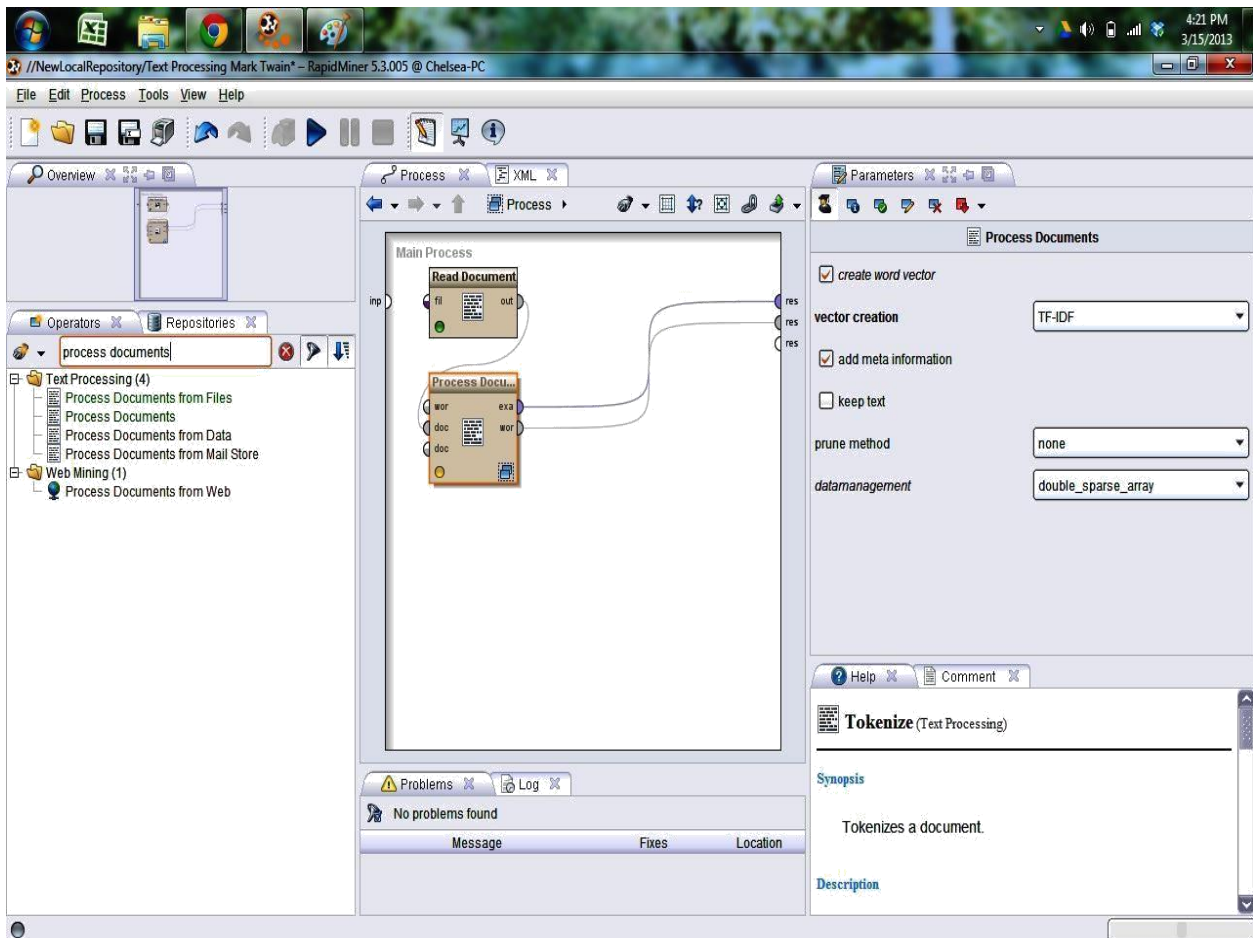 4:21 PM
3/15/2013
//NewLocalRepository/Text Processing Mark Twain* – RapidMiner 5.3.005 @ Chelsea-PC
File Edit Process Tools View Help
Overview
Operators
Repositories
process documents
Text Processing (4)
Process Documents from Files
Process Documents
Process Documents from Data
Process Documents from Mail Store
Web Mining (1)
Process Documents from Web
Process
XML
Process
Main Process
inp
Read Document
fil
out
Process Docu...
wor
exa
doc
wor
doc
res
res
res
Problems
Log
No problems found
Message Fixes Location
Parameters
Process Documents
create word vector
vector creation
TF-IDF
add meta information
keep text
prune method
none
datamanagement
double_sparse_array
Help
Comment
Tokenize (Text Processing)
Synopsis
Tokenizes a document.
Description